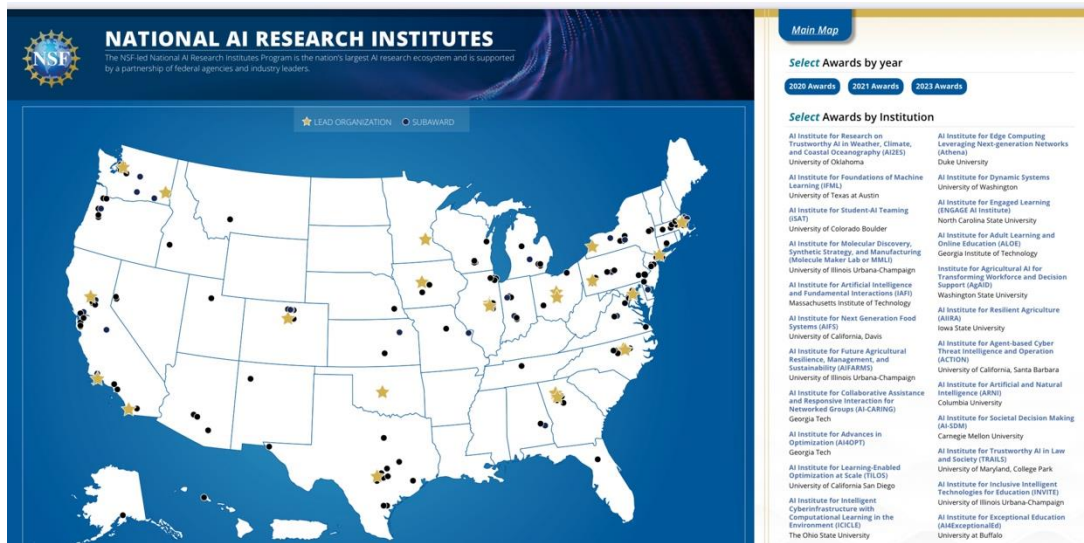 NSF
NATIONAL AI RESEARCH INSTITUTES
The NSF-led National AI Research Institutes Program is the nation's largest AI research ecosystem and is supported
by a partnership of federal agencies and industry leaders.
LEAD ORGANIZATION SUBAWARD
Main Map
Select Awards by year
2020 Awards 2021 Awards 2023 Awards
Select Awards by Institution
AI Institute for Research on
Trustworthy AI in Weather, Climate,
and Coastal Oceanography (AI2ES)
University of Oklahoma
AI Institute for Foundations of Machine
Learning (IFML)
University of Texas at Austin
AI Institute for Student-AI Teaming
(iSAT)
University of Colorado Boulder
AI Institute for Molecular Discovery,
Synthetic Strategy, and Manufacturing
(Molecule Maker Lab or MMLI)
University of Illinois Urbana-Champaign
AI Institute for Artificial Intelligence
and Fundamental Interactions (IAFI)
Massachusetts Institute of Technology
AI Institute for Next Generation Food
Systems (AIFS)
University of California, Davis
AI Institute for Future Agricultural
Resilience, Management, and
Sustainability (AIFARMS)
University of Illinois Urbana-Champaign
AI Institute for Collaborative Assistance
and Responsive Interaction for
Networked Groups (AI-CARING)
Georgia Tech
AI Institute for Advances in
Optimization (AI4OPT)
Georgia Tech
AI Institute for Learning-Enabled
Optimization at Scale (TILOS)
University of California San Diego
AI Institute for Intelligent
Cyberinfrastructure with
Computational Learning in the
Environment (ICICLE)
The Ohio State University
AI Institute for Edge Computing
Leveraging Next-generation Networks
(Athena)
Duke University
AI Institute for Dynamic Systems
University of Washington
AI Institute for Engaged Learning
(ENGAGE AI Institute)
North Carolina State University
AI Institute for Adult Learning and
Online Education (ALOE)
Georgia Institute of Technology
Institute for Agricultural AI for
Transforming Workforce and Decision
Support (AgAID)
Washington State University
AI Institute for Resilient Agriculture
(AIIRA)
Iowa State University
AI Institute for Agent-based Cyber
Threat Intelligence and Operation
(ACTION)
University of California, Santa Barbara
AI Institute for Artificial and Natural
Intelligence (ARNI)
Columbia University
AI Institute for Societal Decision Making
(AI-SDM)
Carnegie Mellon University
AI Institute for Trustworthy AI in Law
and Society (TRAILS)
University of Maryland, College Park
AI Institute for Inclusive Intelligent
Technologies for Education (INVITE)
University of Illinois Urbana-Champaign
AI Institute for Exceptional Education
(AI4ExceptionalEd)
University at Buffalo